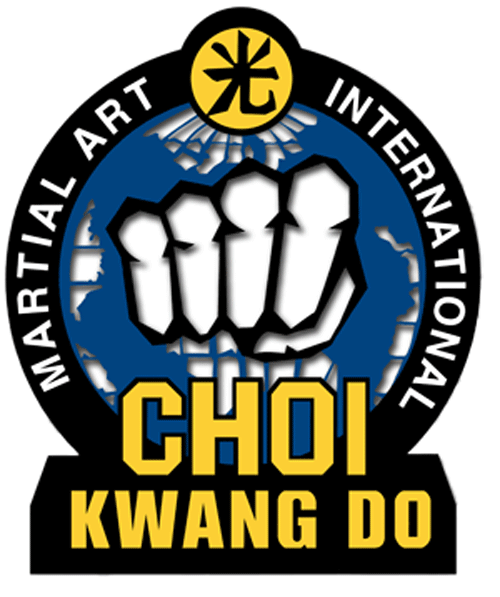 光
MARTIAL ART INTERNATIONAL
CHOI
KWANG DO